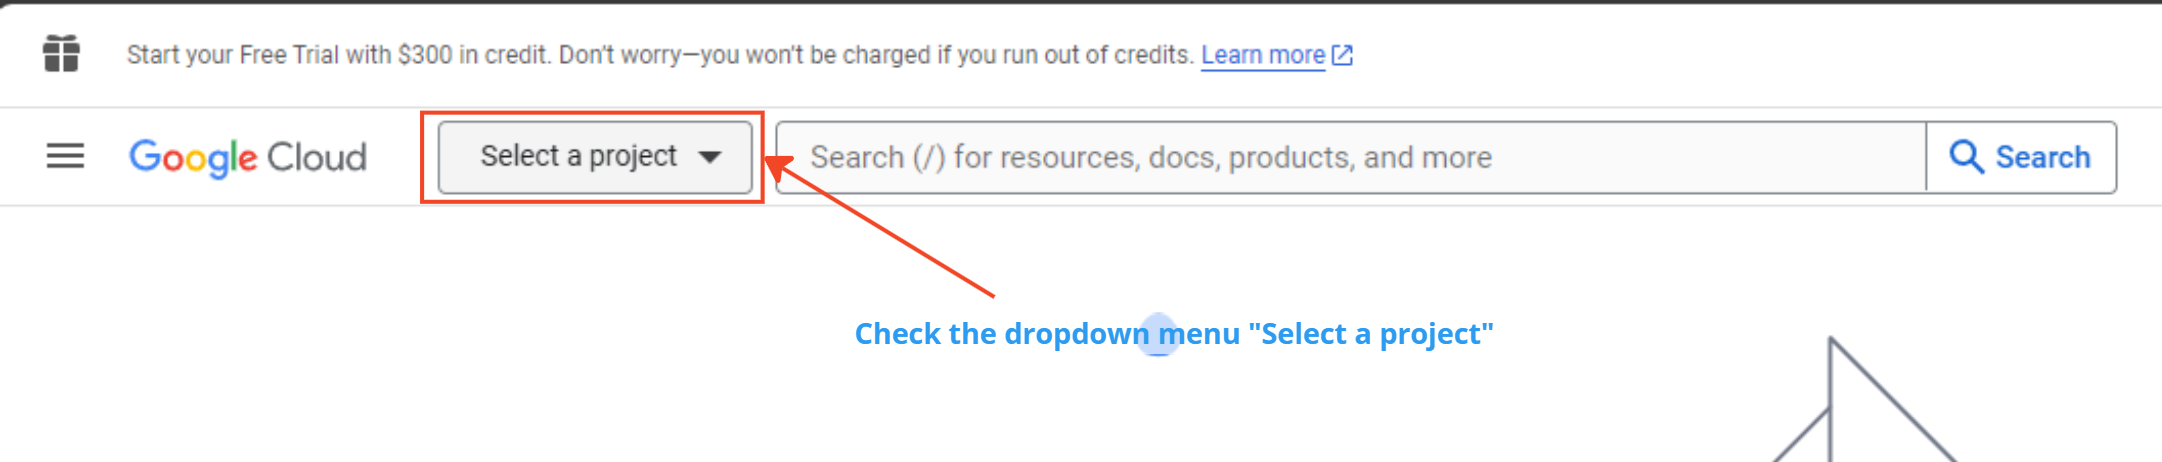 Start your Free Trial with $300 in credit. Don't worry—you won't be charged if you run out of credits. Learn more
Google Cloud
Select a project
Search (/) for resources, docs, products, and more
Search
Check the dropdown menu "Select a project"